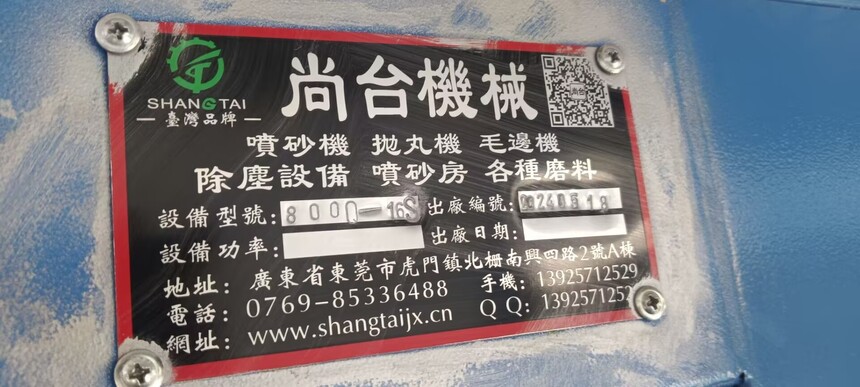 SHANGTAI
臺灣品牌
尚台機械
噴砂機 拋丸機 毛邊機
除塵設備 噴砂房 各種磨料
設備型號: 8000-16S 出廠編號:
設備功率: 出廠日期:
地址: 廣東省東莞市虎門鎮北柵南興四路2號A棟
電話: 0769-85336488 手機: 13925712529
網址: www.shangtaijx.cn QQ: